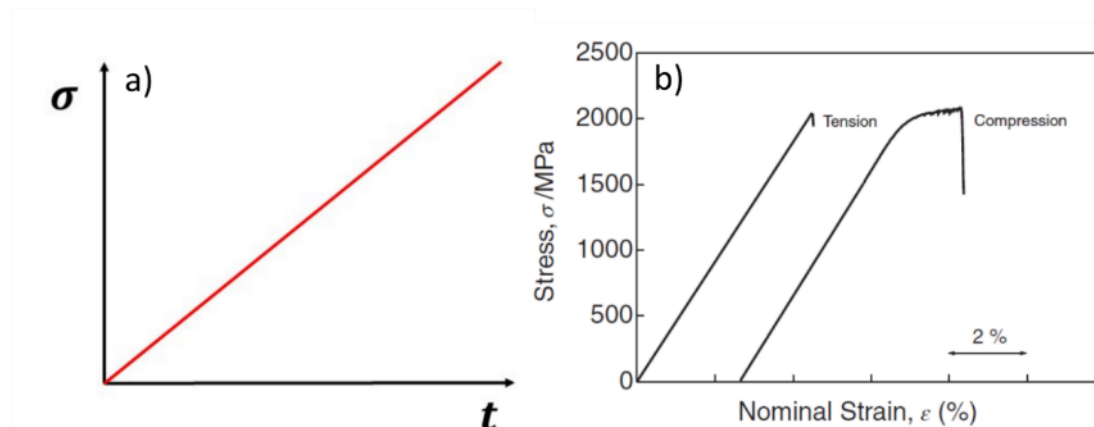 a)
σ
t
b)
2500
2000
1500
1000
500
0
Stress, σ /MPa
Tension
Compression
2 %
Nominal Strain, ε (%)